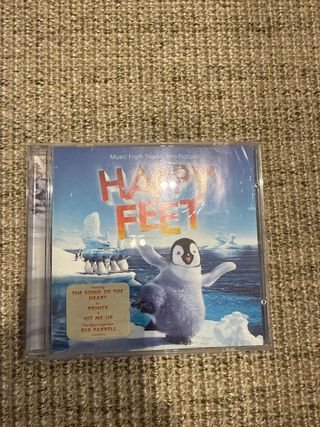 Music From The Motion Picture
HAPPY
FEET
THE SONG OF THE
HEART
PRINCE
HIT ME UP
GIA FARRELL